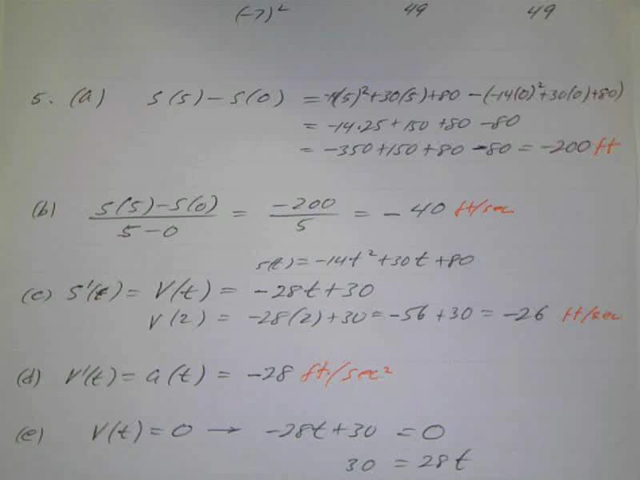 (-7)² 49 49
5. (a) S(5)-S(0) = -14(5)²+30(5)+80 -(-14(0)²+30(0)+80)
= -14·25+150+80-80
= -350+150+80-80 = -200 ft
(b) S(5)-S(0) / 5-0 = -200 / 5 = -40 ft/sec
s(t)=-14t²+30t+80
(c) S'(t)= V(t) = -28t+30
V(2) = -28(2)+30=-56+30=-26 ft/sec
(d) V'(t)=a(t) = -28 ft/sec²
(e) V(t)=0 → -28t+30 =0
30 =28t